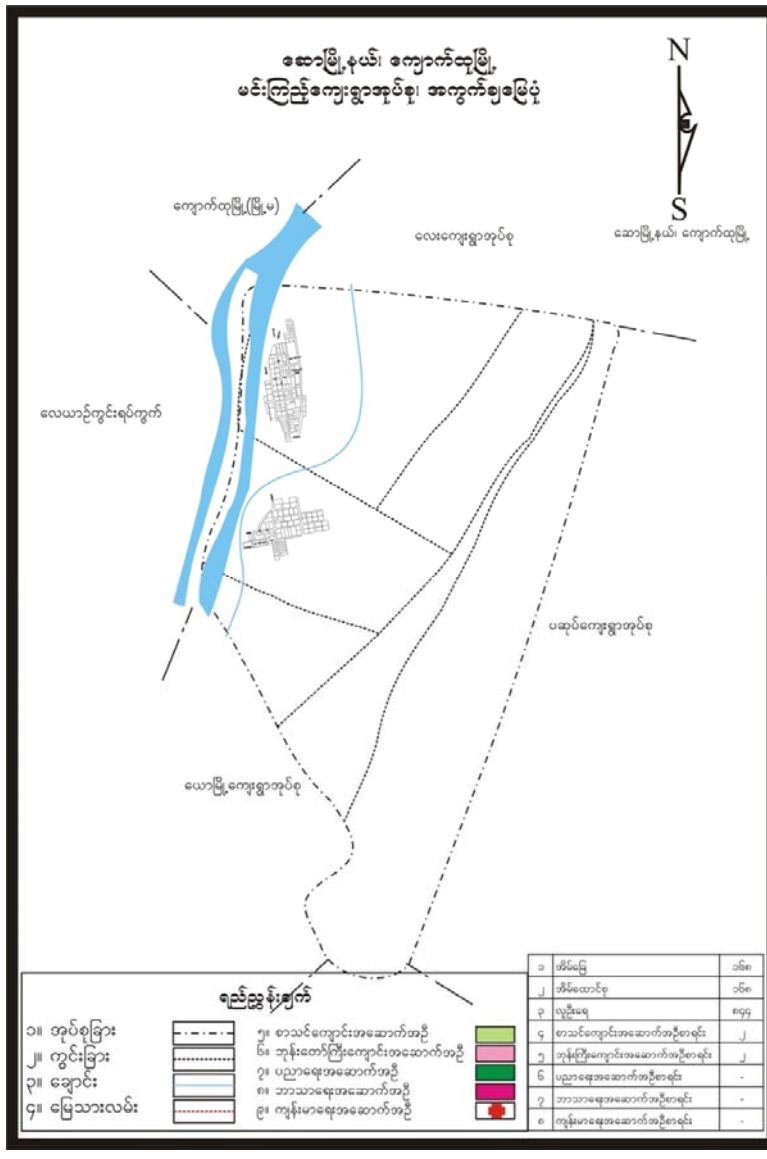 ဆောမြို့နယ်၊ ကျောက်ထုမြို့
မင်းကြည့်ကျေးရွာအုပ်စု၊ အကွက်ချမြေပုံ
N
S
ဆောမြို့နယ်၊ ကျောက်ထုမြို့
ကျောက်ထုမြို့(မြို့မ)
လေးကျေးရွာအုပ်စု
လေယာဉ်ကွင်းရပ်ကွက်
ပဆုပ်ကျေးရွာအုပ်စု
ယောမြို့ကျေးရွာအုပ်စု
ရည်ညွှန်းချက်
၁။ အုပ်စုခြား
၂။ ကွင်းခြား
၃။ ချောင်း
၄။ မြေသားလမ်း
၅။ စာသင်ကျောင်းအဆောက်အဦ
၆။ ဘုန်းတော်ကြီးကျောင်းအဆောက်အဦ
၇။ ပညာရေးအဆောက်အဦ
၈။ ဘာသာရေးအဆောက်အဦ
၉။ ကျန်းမာရေးအဆောက်အဦ
၁ အိမ်ခြေ ၁၆၈
၂ အိမ်ထောင်စု ၁၆၈
၃ လူဦးရေ ၈၄၄
၄ စာသင်ကျောင်းအဆောက်အဦစာရင်း ၂
၅ ဘုန်းကြီးကျောင်းအဆောက်အဦစာရင်း ၂
၆ ပညာရေးအဆောက်အဦစာရင်း -
၇ ဘာသာရေးအဆောက်အဦစာရင်း -
၈ ကျန်းမာရေးအဆောက်အဦစာရင်း -